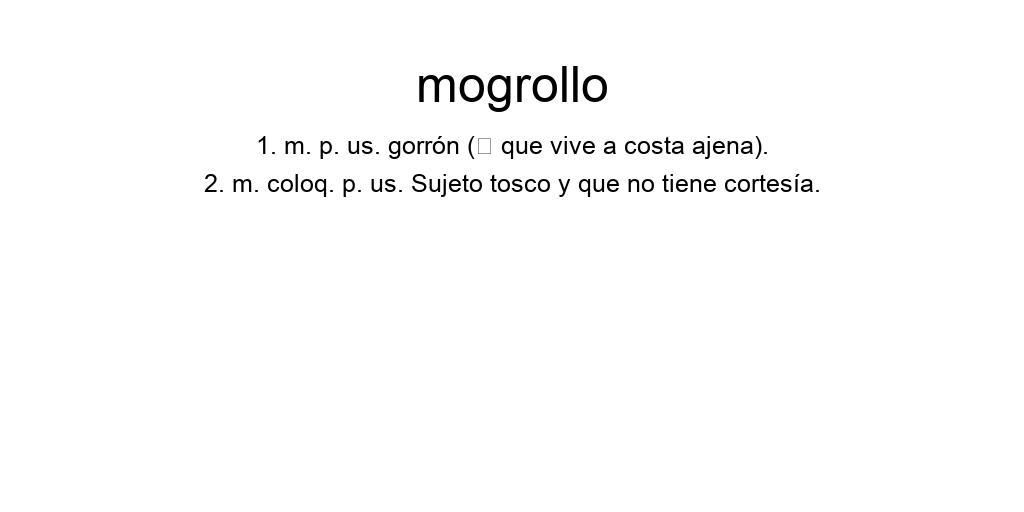 mogrollo
1. m. p. us. gorrón (□ que vive a costa ajena).
2. m. coloq. p. us. Sujeto tosco y que no tiene cortesía.